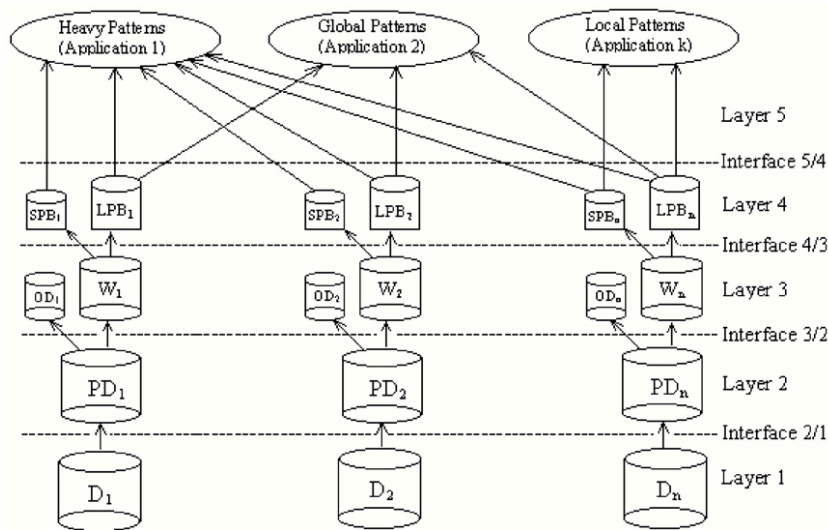 Heavy Patterns
(Application 1)
Global Patterns
(Application 2)
Local Patterns
(Application k)
Layer 5
Interface 5/4
SPB₁
LPB₁
SPB₂
LPB₂
SPBₙ
LPBₙ
Layer 4
Interface 4/3
OD₁
W₁
OD₂
W₂
ODₙ
Wₙ
Layer 3
Interface 3/2
PD₁
PD₂
PDₙ
Layer 2
Interface 2/1
D₁
D₂
Dₙ
Layer 1